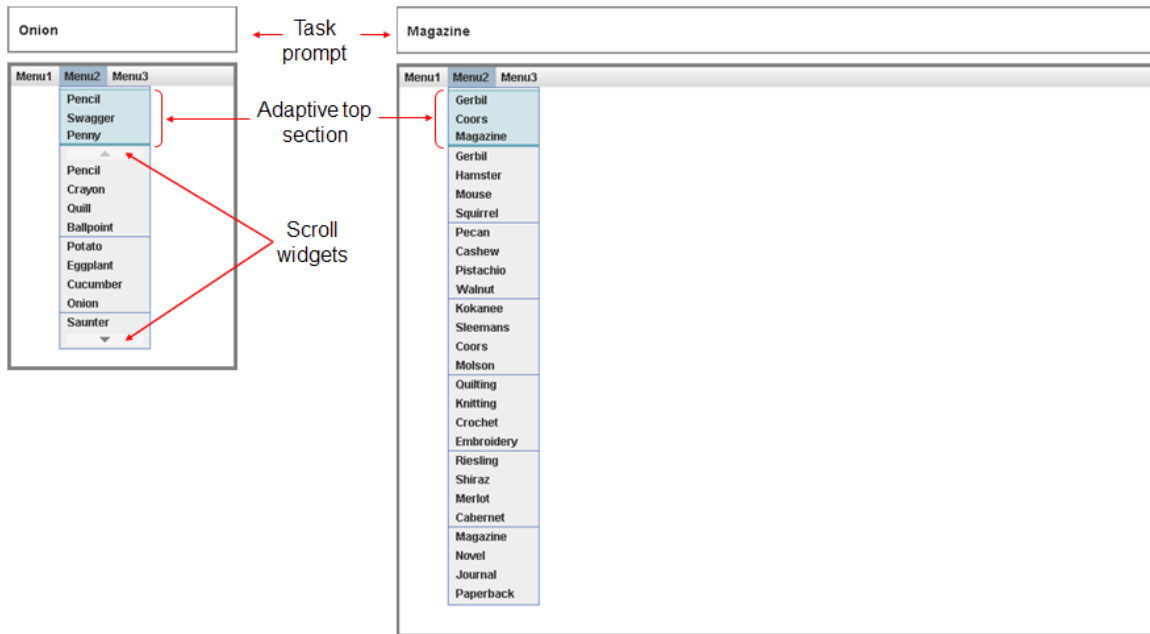 Onion
Task
prompt
Magazine
Menu1 Menu2 Menu3
Pencil
Swagger
Penny
Pencil
Crayon
Quill
Ballpoint
Potato
Eggplant
Cucumber
Onion
Saunter
Adaptive top
section
Scroll
widgets
Menu1 Menu2 Menu3
Gerbil
Coors
Magazine
Gerbil
Hamster
Mouse
Squirrel
Pecan
Cashew
Pistachio
Walnut
Kokanee
Sleemans
Coors
Molson
Quilting
Knitting
Crochet
Embroidery
Riesling
Shiraz
Merlot
Cabernet
Magazine
Novel
Journal
Paperback